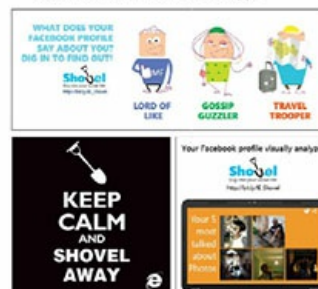 WHAT DOES YOUR
FACEBOOK PROFILE
SAY ABOUT YOU?
DIG IN TO FIND OUT!
Shovel
LORD OF
LIKE
GOSSIP
GUZZLER
TRAVEL
TROOPER
Your Facebook profile visually analyz
Shovel
KEEP
CALM
AND
SHOVEL
AWAY
Your 5
most
talked
about
Photos